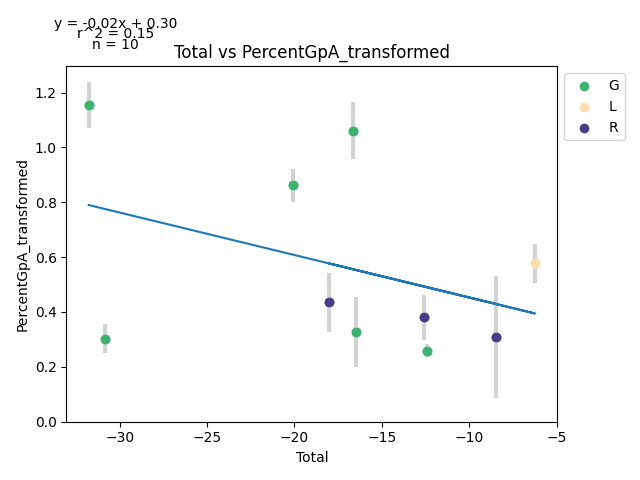 y = -0.02x + 0.30
r^2 = 0.15
n = 10
Total vs PercentGpA_transformed
G
L
R
PercentGpA_transformed
1.2
1.0
0.8
0.6
0.4
0.2
0.0
−30
−25
−20
−15
−10
−5
Total